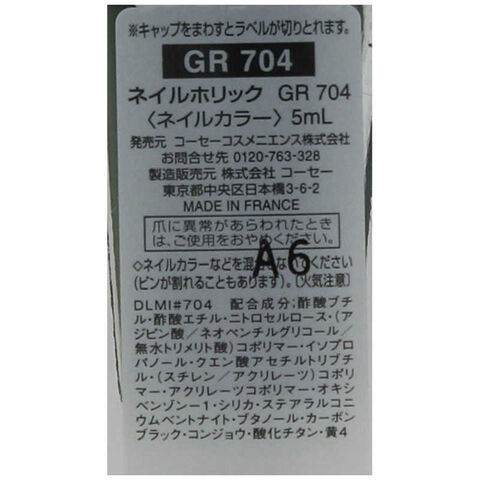 ※キャップをまわすとラベルが切りとれます。
GR 704
ネイルホリック GR 704
〈ネイルカラー〉5mL
発売元 コーセーコスメニエンス株式会社
お問合せ先 0120-763-328
製造販売元 株式会社 コーセー
東京都中央区日本橋3-6-2
MADE IN FRANCE
爪に異常があらわれたとき
は、ご使用をおやめください。
◇ネイルカラーなどを混ぜないでください
A6
(ビンが割れることもあります)。〔火気注意〕
DLMI#704 配合成分;酢酸ブチ
ル・酢酸エチル・ニトロセルロース・(ア
ジピン酸/ネオペンチルグリコール/
無水トリメリト酸)コポリマー・イソプロ
パノール・クエン酸アセチルトリブチ
ル・(スチレン/アクリレーツ)コポリ
マー・アクリレーツコポリマー・オキシ
ベンゾン-1・シリカ・ステアラルコニ
ウムベントナイト・ブタノール・カーボン
ブラック・コンジョウ・酸化チタン・黄4